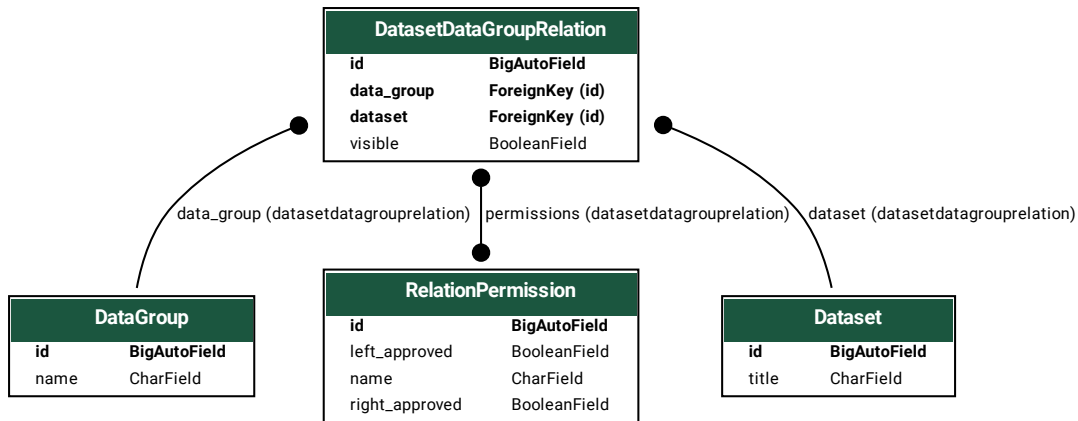 DatasetDataGroupRelation
id BigAutoField
data_group ForeignKey (id)
dataset ForeignKey (id)
visible BooleanField
data_group (datasetdatagrouprelation) permissions (datasetdatagrouprelation) dataset (datasetdatagrouprelation)
DataGroup
id BigAutoField
name CharField
RelationPermission
id BigAutoField
left_approved BooleanField
name CharField
right_approved BooleanField
Dataset
id BigAutoField
title CharField